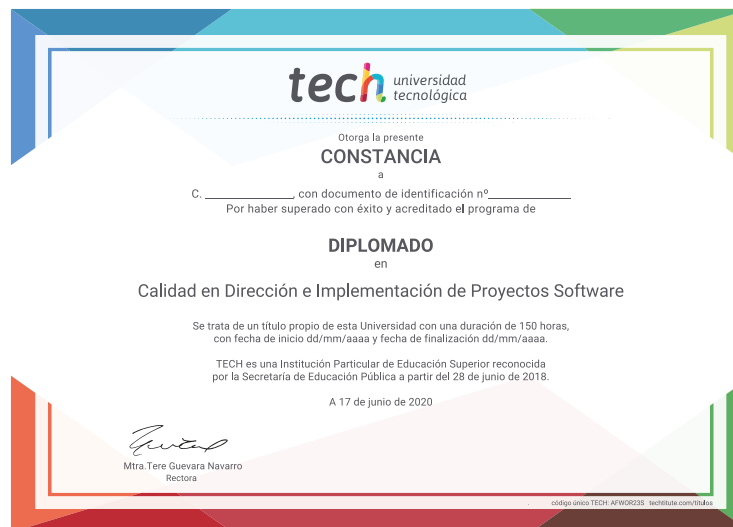 tech universidad
tecnológica
Otorga la presente
CONSTANCIA
a
C. ______________, con documento de identificación nº_____________
Por haber superado con éxito y acreditado el programa de
DIPLOMADO
en
Calidad en Dirección e Implementación de Proyectos Software
Se trata de un título propio de esta Universidad con una duración de 150 horas,
con fecha de inicio dd/mm/aaaa y fecha de finalización dd/mm/aaaa.
TECH es una Institución Particular de Educación Superior reconocida
por la Secretaría de Educación Pública a partir del 28 de junio de 2018.
A 17 de junio de 2020
Mtra.Tere Guevara Navarro
Rectora
código único TECH: AFWOR23S techtitute.com/títulos